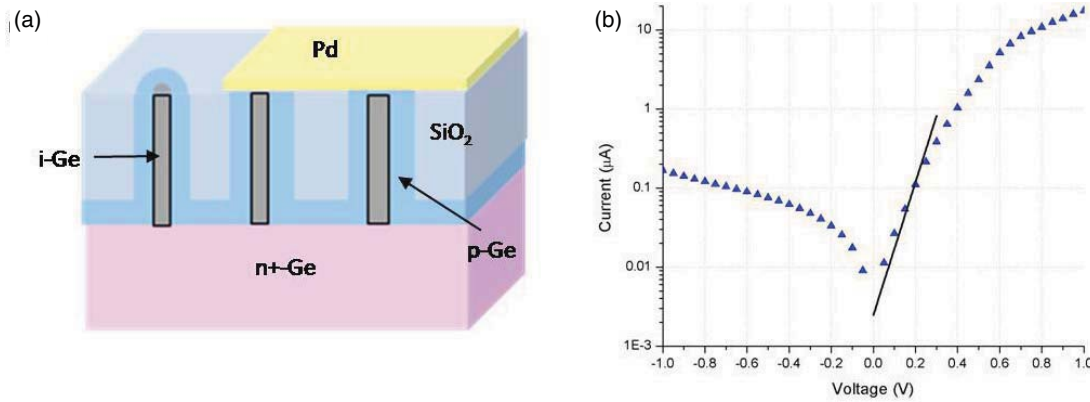 (a)
Pd
SiO₂
i-Ge
p-Ge
n+-Ge
(b)
Current (μA)
10
1
0.1
0.01
1E-3
-1.0 -0.8 -0.6 -0.4 -0.2 0.0 0.2 0.4 0.6 0.8 1.0
Voltage (V)